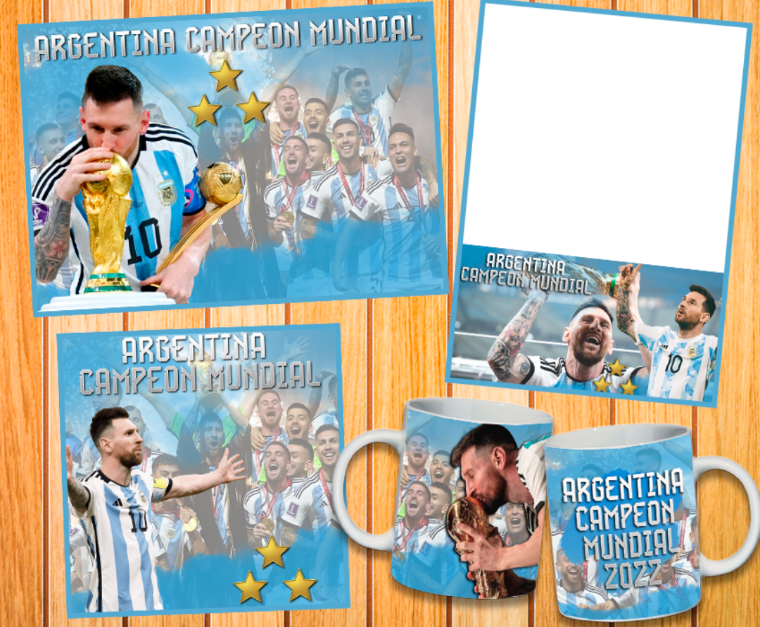 ARGENTINA CAMPEON MUNDIAL
10
ARGENTINA
CAMPEON MUNDIAL
10
ARGENTINA
CAMPEON MUNDIAL
10
ARGENTINA
CAMPEON
MUNDIAL
2022